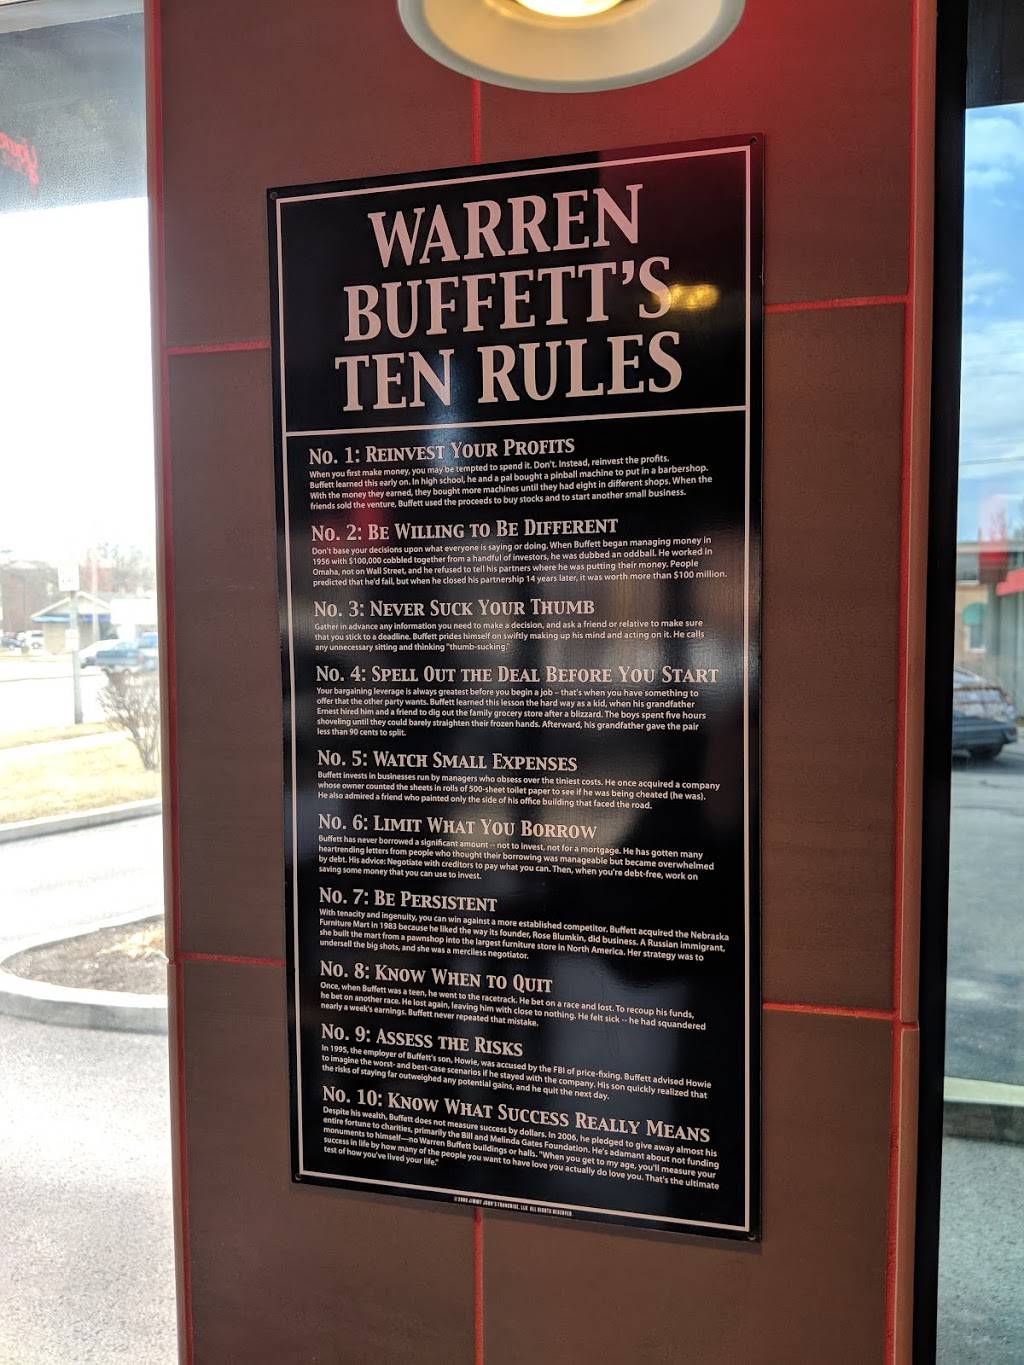 WARREN
BUFFETT'S
TEN RULES
No. 1: Reinvest Your Profits
When you first make money, you may be tempted to spend it. Don't. Instead, reinvest the profits.
Buffett learned this early on. In high school, he and a pal bought a pinball machine to put in a barbershop.
With the money they earned, they bought more machines until they had eight in different shops. When the
friends sold the venture, Buffett used the proceeds to buy stocks and to start another small business.
No. 2: Be Willing to Be Different
Don't base your decisions upon what everyone is saying or doing. When Buffett began managing money in
1956 with $100,000 cobbled together from a handful of investors, he was dubbed an oddball. He worked in
Omaha, not on Wall Street, and he refused to tell his partners where he was putting their money. People
predicted that he'd fail, but when he closed his partnership 14 years later, it was worth more than $100 million.
No. 3: Never Suck Your Thumb
Gather in advance any information you need to make a decision, and ask a friend or relative to make sure
that you stick to a deadline. Buffett prides himself on swiftly making up his mind and acting on it. He calls
any unnecessary sitting and thinking "thumb-sucking."
No. 4: Spell Out the Deal Before You Start
Your bargaining leverage is always greatest before you begin a job – that's when you have something to
offer that the other party wants. Buffett learned this lesson the hard way as a kid, when his grandfather
Ernest hired him and a friend to dig out the family grocery store after a blizzard. The boys spent five hours
shoveling until they could barely straighten their frozen hands. Afterward, his grandfather gave the pair
less than 90 cents to split.
No. 5: Watch Small Expenses
Buffett invests in businesses run by managers who obsess over the tiniest costs. He once acquired a company
whose owner counted the sheets in rolls of 500-sheet toilet paper to see if he was being cheated (he was).
He also admired a friend who painted only the side of his office building that faced the road.
No. 6: Limit What You Borrow
Buffett has never borrowed a significant amount -- not to invest, not for a mortgage. He has gotten many
heartrending letters from people who thought their borrowing was manageable but became overwhelmed
by debt. His advice: Negotiate with creditors to pay what you can. Then, when you're debt-free, work on
saving some money that you can use to invest.
No. 7: Be Persistent
With tenacity and ingenuity, you can win against a more established competitor. Buffett acquired the Nebraska
Furniture Mart in 1983 because he liked the way its founder, Rose Blumkin, did business. A Russian immigrant,
she built the mart from a pawnshop into the largest furniture store in North America. Her strategy was to
undersell the big shots, and she was a merciless negotiator.
No. 8: Know When to Quit
Once, when Buffett was a teen, he went to the racetrack. He bet on a race and lost. To recoup his funds,
he bet on another race. He lost again, leaving him with close to nothing. He felt sick -- he had squandered
nearly a week's earnings. Buffett never repeated that mistake.
No. 9: Assess the Risks
In 1995, the employer of Buffett's son, Howie, was accused by the FBI of price-fixing. Buffett advised Howie
to imagine the worst- and best-case scenarios if he stayed with the company. His son quickly realized that
the risks of staying far outweighed any potential gains, and he quit the next day.
No. 10: Know What Success Really Means
Despite his wealth, Buffett does not measure success by dollars. In 2006, he pledged to give away almost his
entire fortune to charities, primarily the Bill and Melinda Gates Foundation. He's adamant about not funding
monuments to himself—no Warren Buffett buildings or halls. "When you get to my age, you'll measure your
success in life by how many of the people you want to have love you actually do love you. That's the ultimate
test of how you've lived your life."
JIMMY JOHN'S FRANCHISE, LLC ALL RIGHTS RESERVED.